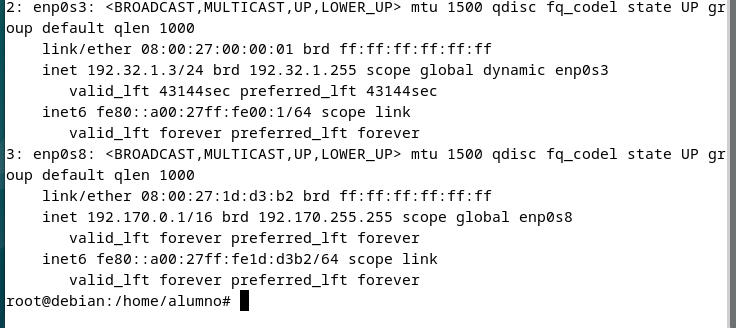 2: enp0s3: <BROADCAST,MULTICAST,UP,LOWER_UP> mtu 1500 qdisc fq_codel state UP gr
oup default qlen 1000
    link/ether 08:00:27:00:00:01 brd ff:ff:ff:ff:ff:ff
    inet 192.32.1.3/24 brd 192.32.1.255 scope global dynamic enp0s3
       valid_lft 43144sec preferred_lft 43144sec
    inet6 fe80::a00:27ff:fe00:1/64 scope link
       valid_lft forever preferred_lft forever
3: enp0s8: <BROADCAST,MULTICAST,UP,LOWER_UP> mtu 1500 qdisc fq_codel state UP gr
oup default qlen 1000
    link/ether 08:00:27:1d:d3:b2 brd ff:ff:ff:ff:ff:ff
    inet 192.170.0.1/16 brd 192.170.255.255 scope global enp0s8
       valid_lft forever preferred_lft forever
    inet6 fe80::a00:27ff:fe1d:d3b2/64 scope link
       valid_lft forever preferred_lft forever
root@debian:/home/alumno#